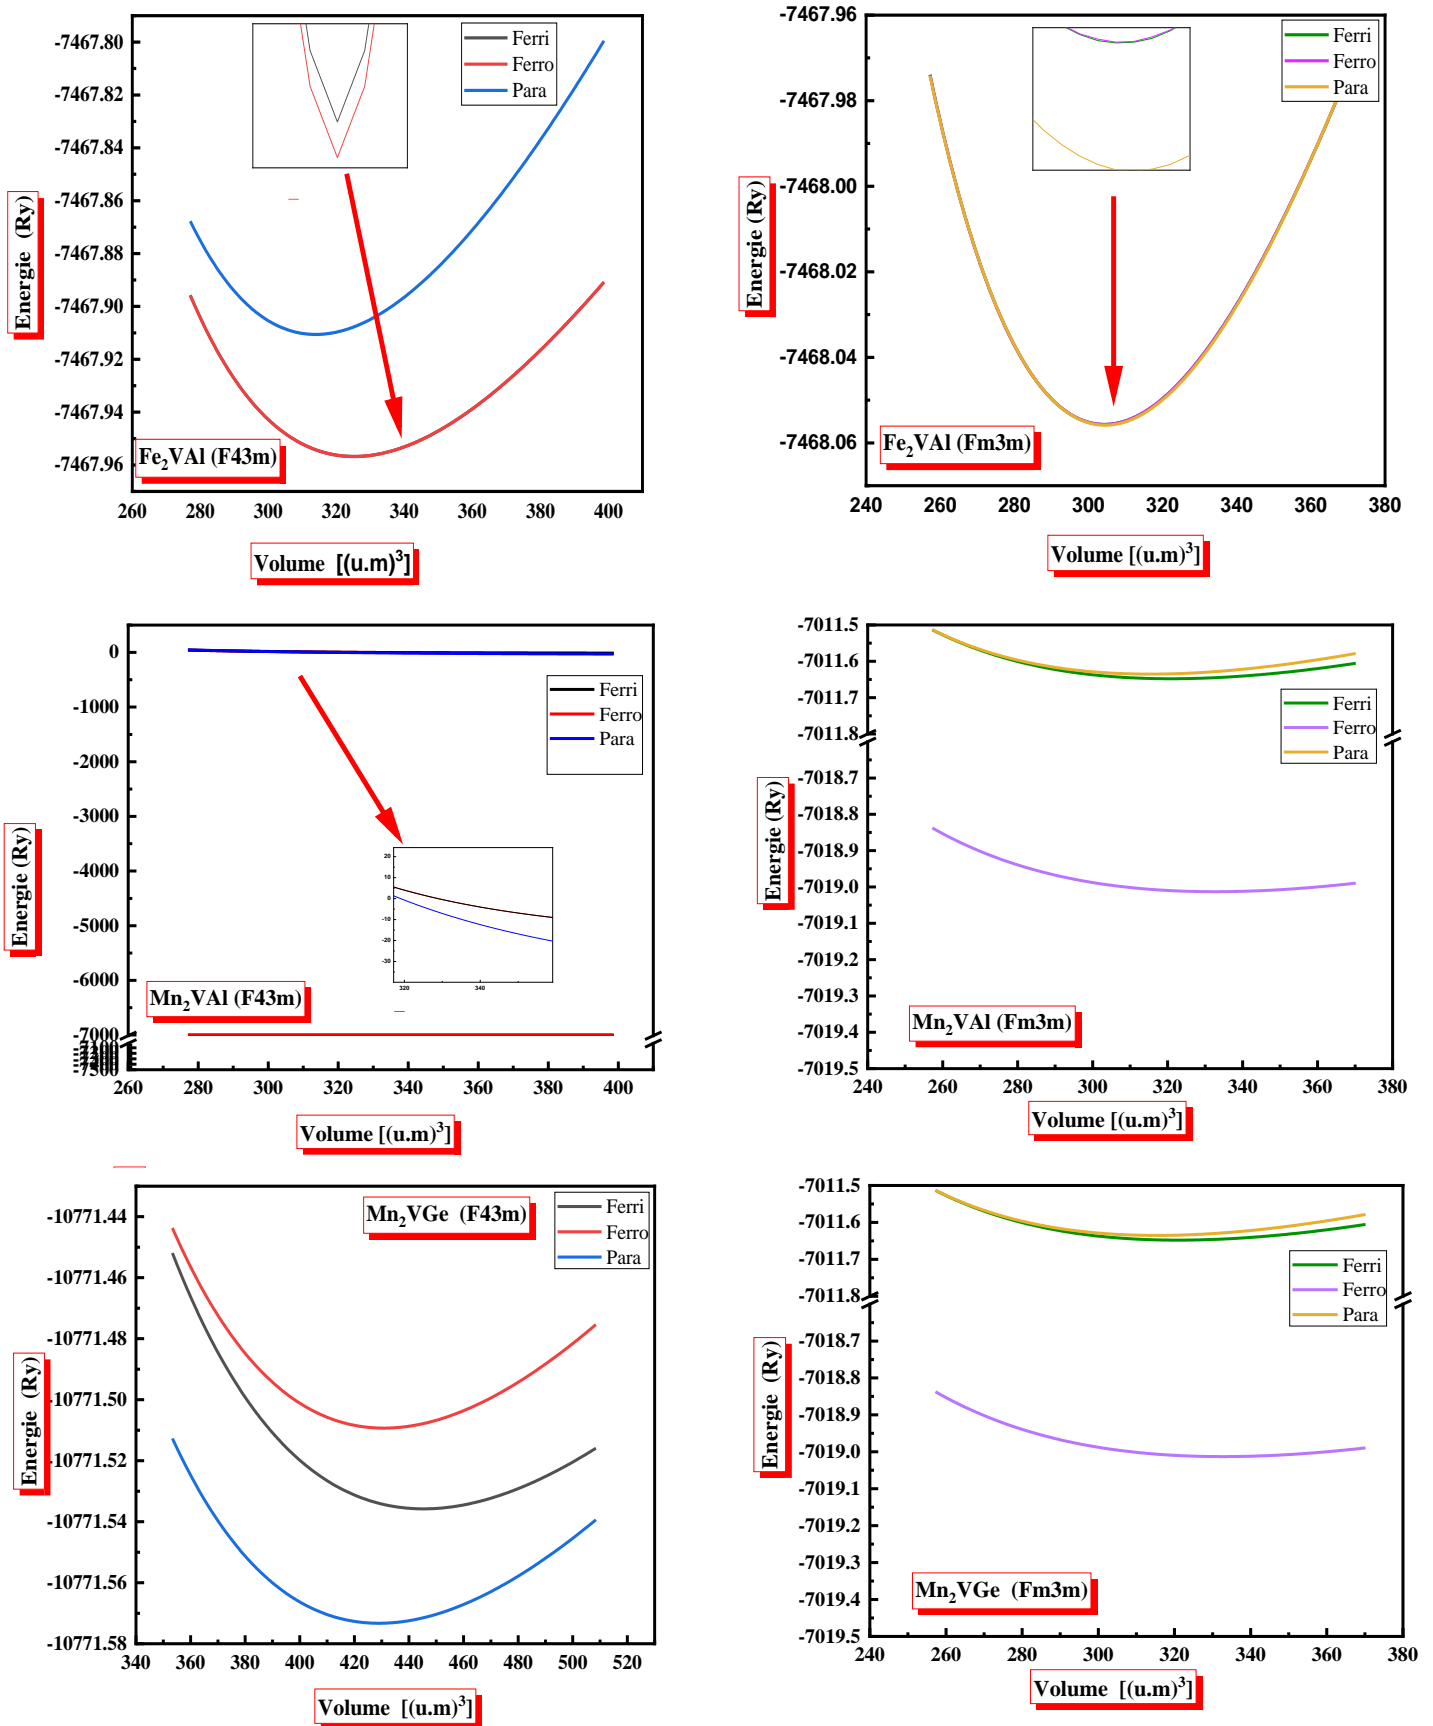 -7467.80
-7467.82
-7467.84
-7467.86
-7467.88
-7467.90
-7467.92
-7467.94
-7467.96
260 280 300 320 340 360 380 400
Energie (Ry)
Volume [(u.m)³]
Ferri
Ferro
Para
Fe₂VAl (F43m)
-7467.96
-7467.98
-7468.00
-7468.02
-7468.04
-7468.06
240 260 280 300 320 340 360 380
Energie (Ry)
Volume [(u.m)³]
Ferri
Ferro
Para
Fe₂VAl (Fm3m)
0
-1000
-2000
-3000
-4000
-5000
-6000
-7000
-7500
260 280 300 320 340 360 380 400
Energie (Ry)
Volume [(u.m)³]
Ferri
Ferro
Para
20
10
0
-10
-20
-30
320 340
Mn₂VAl (F43m)
-7011.5
-7011.6
-7011.7
-7011.8
-7018.7
-7018.8
-7018.9
-7019.0
-7019.1
-7019.2
-7019.3
-7019.4
-7019.5
240 260 280 300 320 340 360 380
Energie (Ry)
Volume [(u.m)³]
Ferri
Ferro
Para
Mn₂VAl (Fm3m)
-10771.44
-10771.46
-10771.48
-10771.50
-10771.52
-10771.54
-10771.56
-10771.58
340 360 380 400 420 440 460 480 500 520
Energie (Ry)
Volume [(u.m)³]
Mn₂VGe (F43m)
Ferri
Ferro
Para
-7011.5
-7011.6
-7011.7
-7011.8
-7018.7
-7018.8
-7018.9
-7019.0
-7019.1
-7019.2
-7019.3
-7019.4
-7019.5
240 260 280 300 320 340 360 380
Energie (Ry)
Volume [(u.m)³]
Ferri
Ferro
Para
Mn₂VGe (Fm3m)